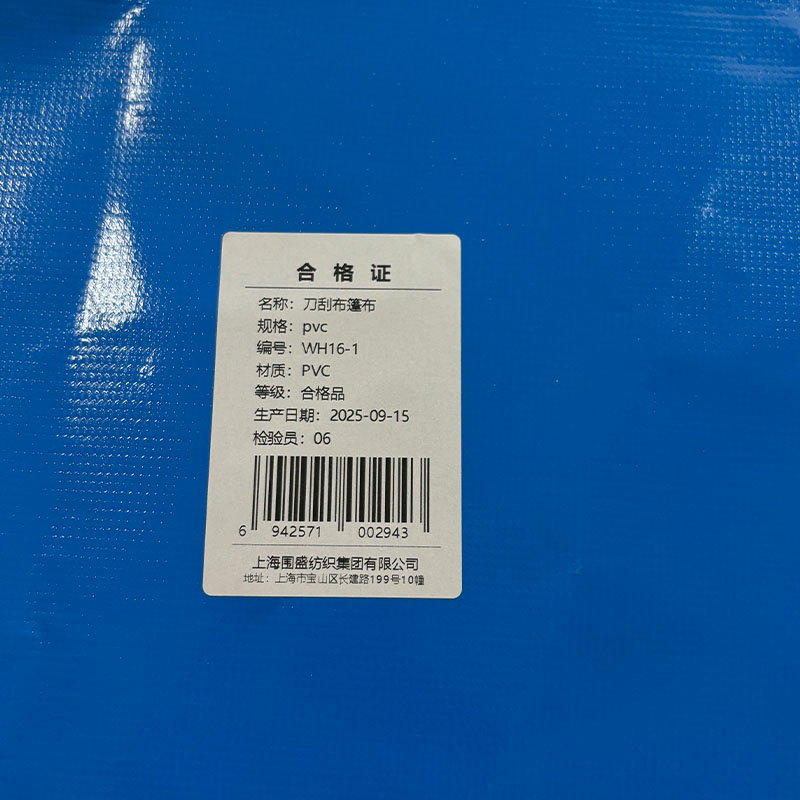 合格证
名称：刀刮布篷布
规格：pvc
编号：WH16-1
材质：PVC
等级：合格品
生产日期：2025-09-15
检验员：06
6 942571 002943
上海围盛纺织集团有限公司
地址：上海市宝山区长建路199号10幢